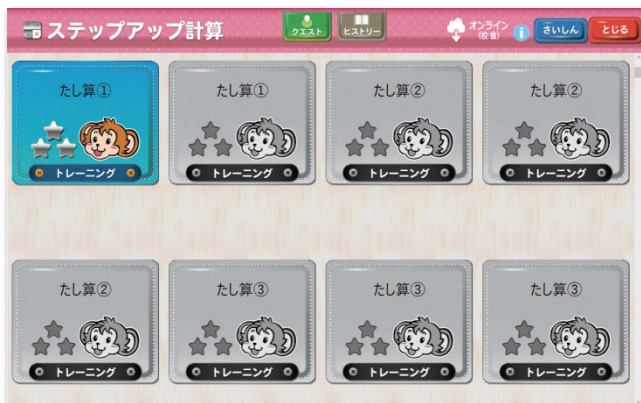 ステップアップ計算
クエスト
ヒストリー
オンライン
(校舎)
i
さいしん
とじる
たし算①
トレーニング
たし算①
トレーニング
たし算②
トレーニング
たし算②
トレーニング
たし算②
トレーニング
たし算③
トレーニング
たし算③
トレーニング
たし算③
トレーニング